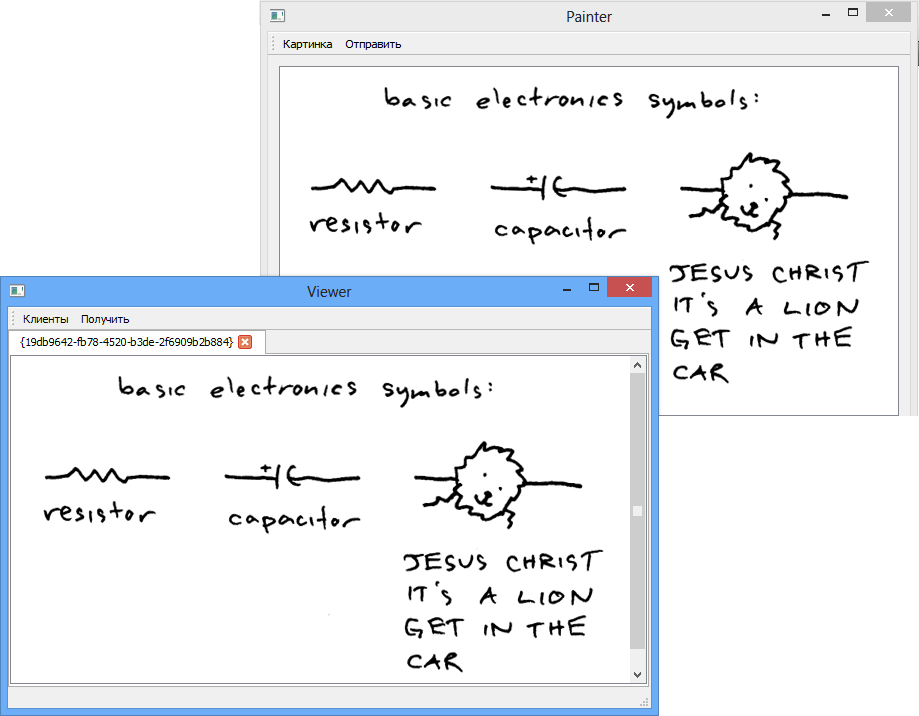 Painter
Картинка Отправить
basic electronics symbols:
+
resistor
capacitor
JESUS CHRIST
IT'S A LION
GET IN THE
CAR
Viewer
Клиенты Получить
{19db9642-fb78-4520-b3de-2f6909b2b884}
basic electronics symbols:
+
resistor
capacitor
JESUS CHRIST
IT'S A LION
GET IN THE
CAR